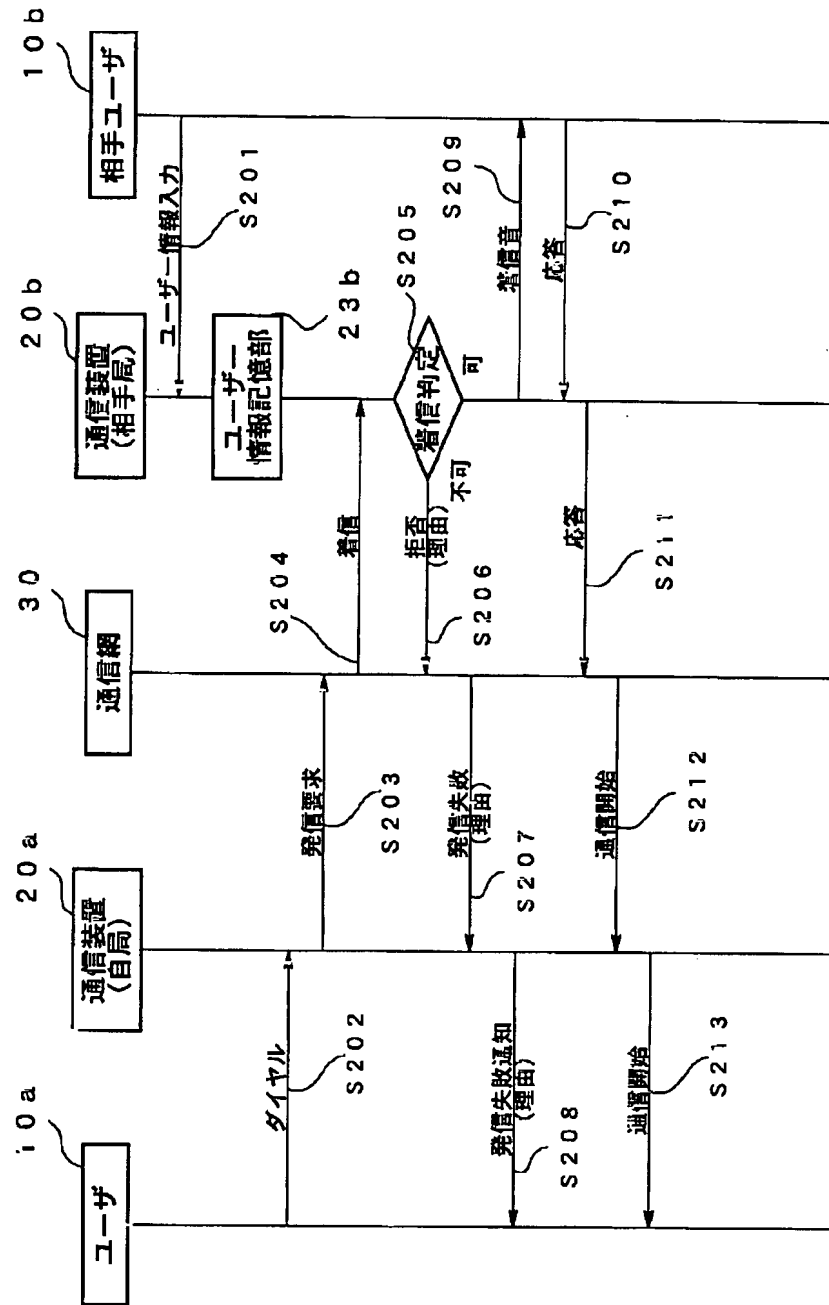 10a
ユーザ
20a
通信装置
(自局)
30
通信網
20b
通信装置
(相手局)
10b
相手ユーザ
ユーザー情報入力
S201
23b
ユーザー
情報記憶部
ダイヤル
S202
発信要求
S203
着信
S204
着信判定
S205
可
不可
拒否
(理由)
S206
発信失敗
(理由)
S207
発信失敗通知
(理由)
S208
着信音
S209
応答
S210
応答
S211
通信開始
S212
通信開始
S213